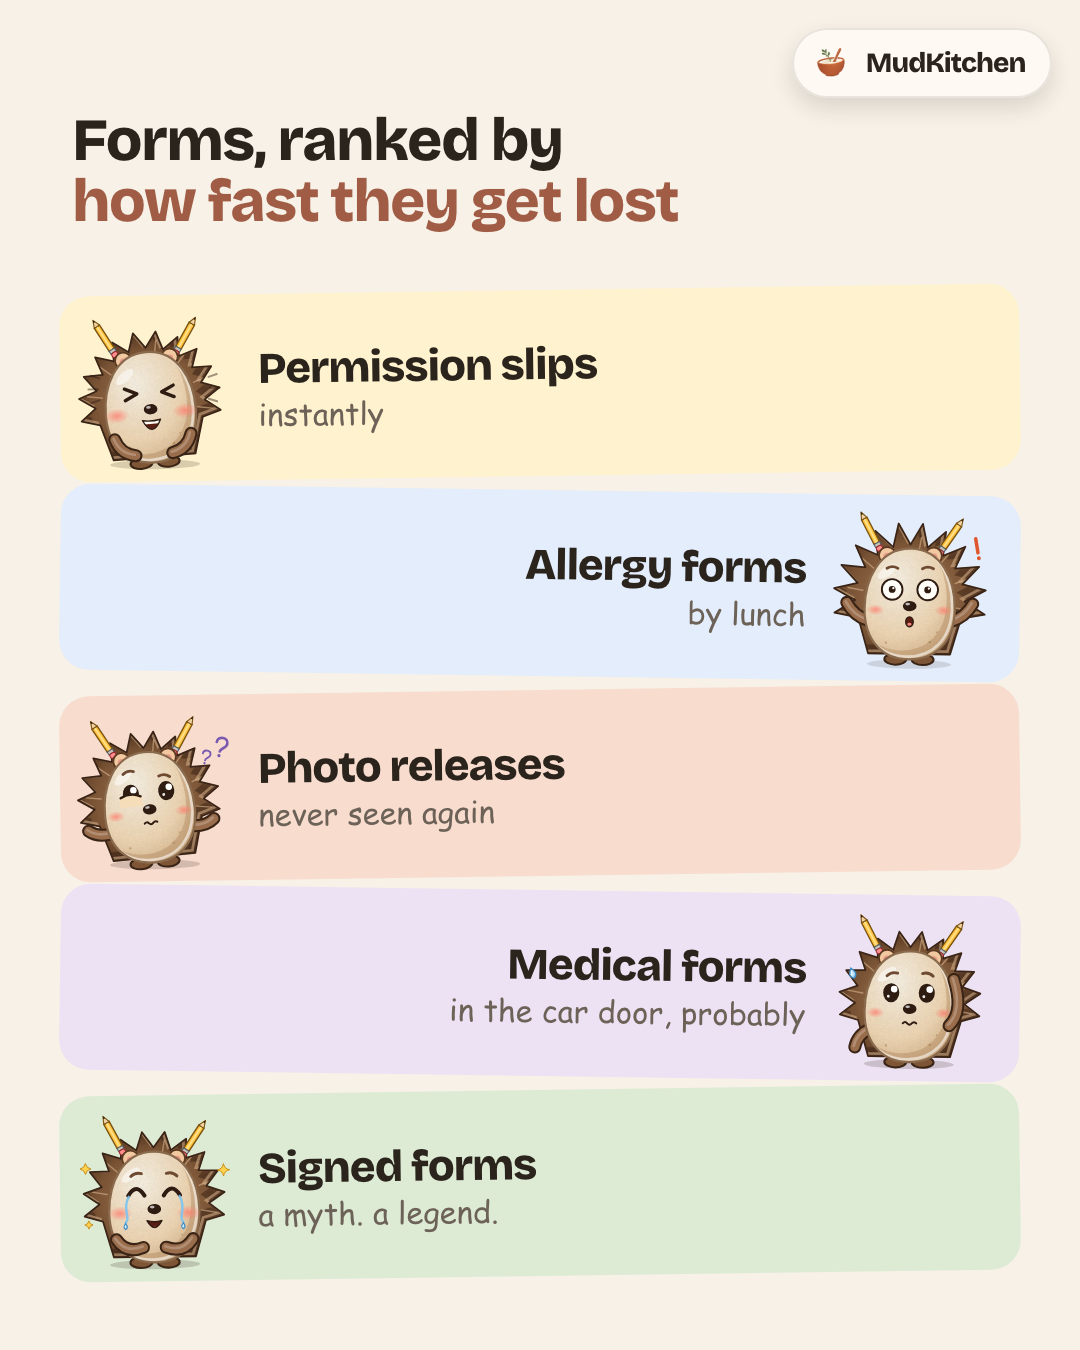 MudKitchen
Forms, ranked by
how fast they get lost
Permission slips
instantly
Allergy forms
by lunch
!
??
Photo releases
never seen again
Medical forms
in the car door, probably
Signed forms
a myth. a legend.